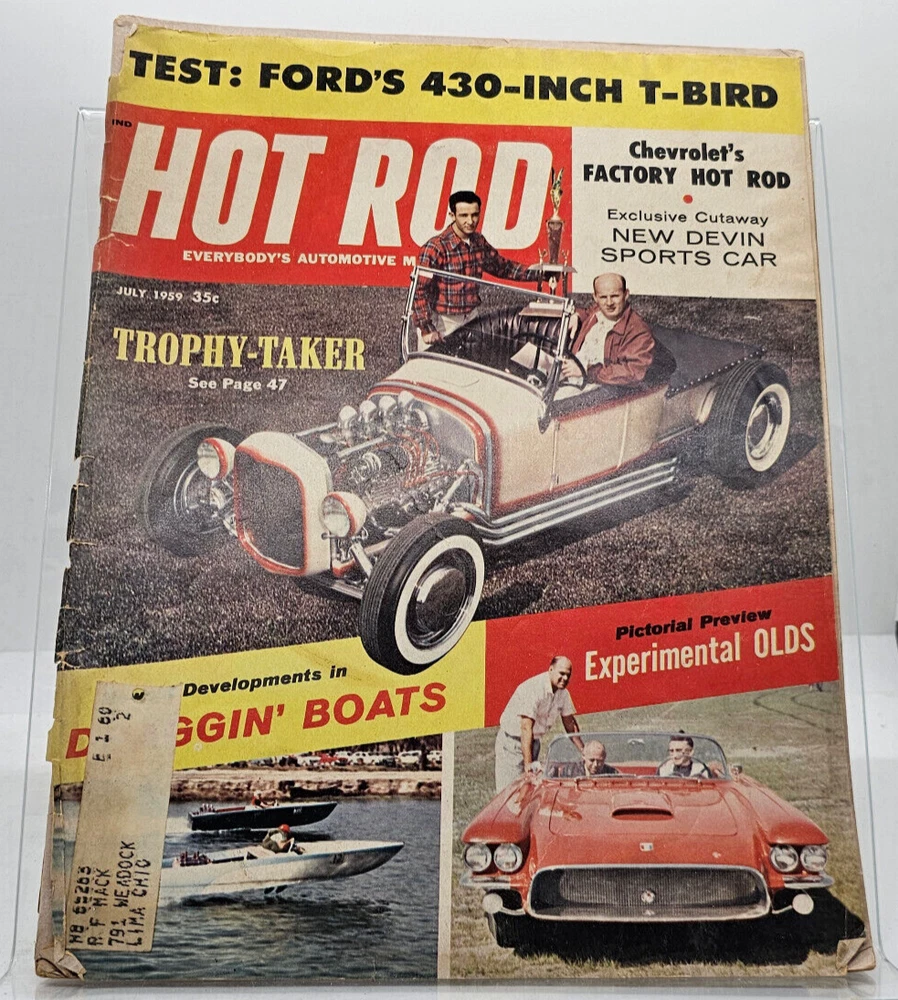 TEST: FORD'S 430-INCH T-BIRD
IND
HOT ROD
EVERYBODY'S AUTOMOTIVE M
Chevrolet's
FACTORY HOT ROD
Exclusive Cutaway
NEW DEVIN
SPORTS CAR
JULY 1959 35c
TROPHY-TAKER
See Page 47
Pictorial Preview
Experimental OLDS
Developments in
D GGIN' BOATS
R F MACK
791 WEADOCK
LIMA OHIO